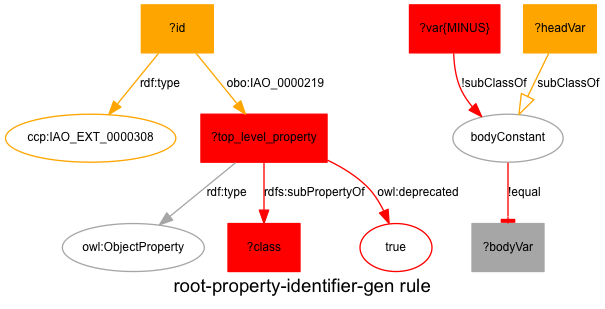 ?id
?var{MINUS}
?headVar
rdf:type
obo:IAO_0000219
!subClassOf
subClassOf
ccp:IAO_EXT_0000308
?top_level_property
bodyConstant
rdf:type
rdfs:subPropertyOf
owl:deprecated
!equal
owl:ObjectProperty
?class
true
?bodyVar
root-property-identifier-gen rule